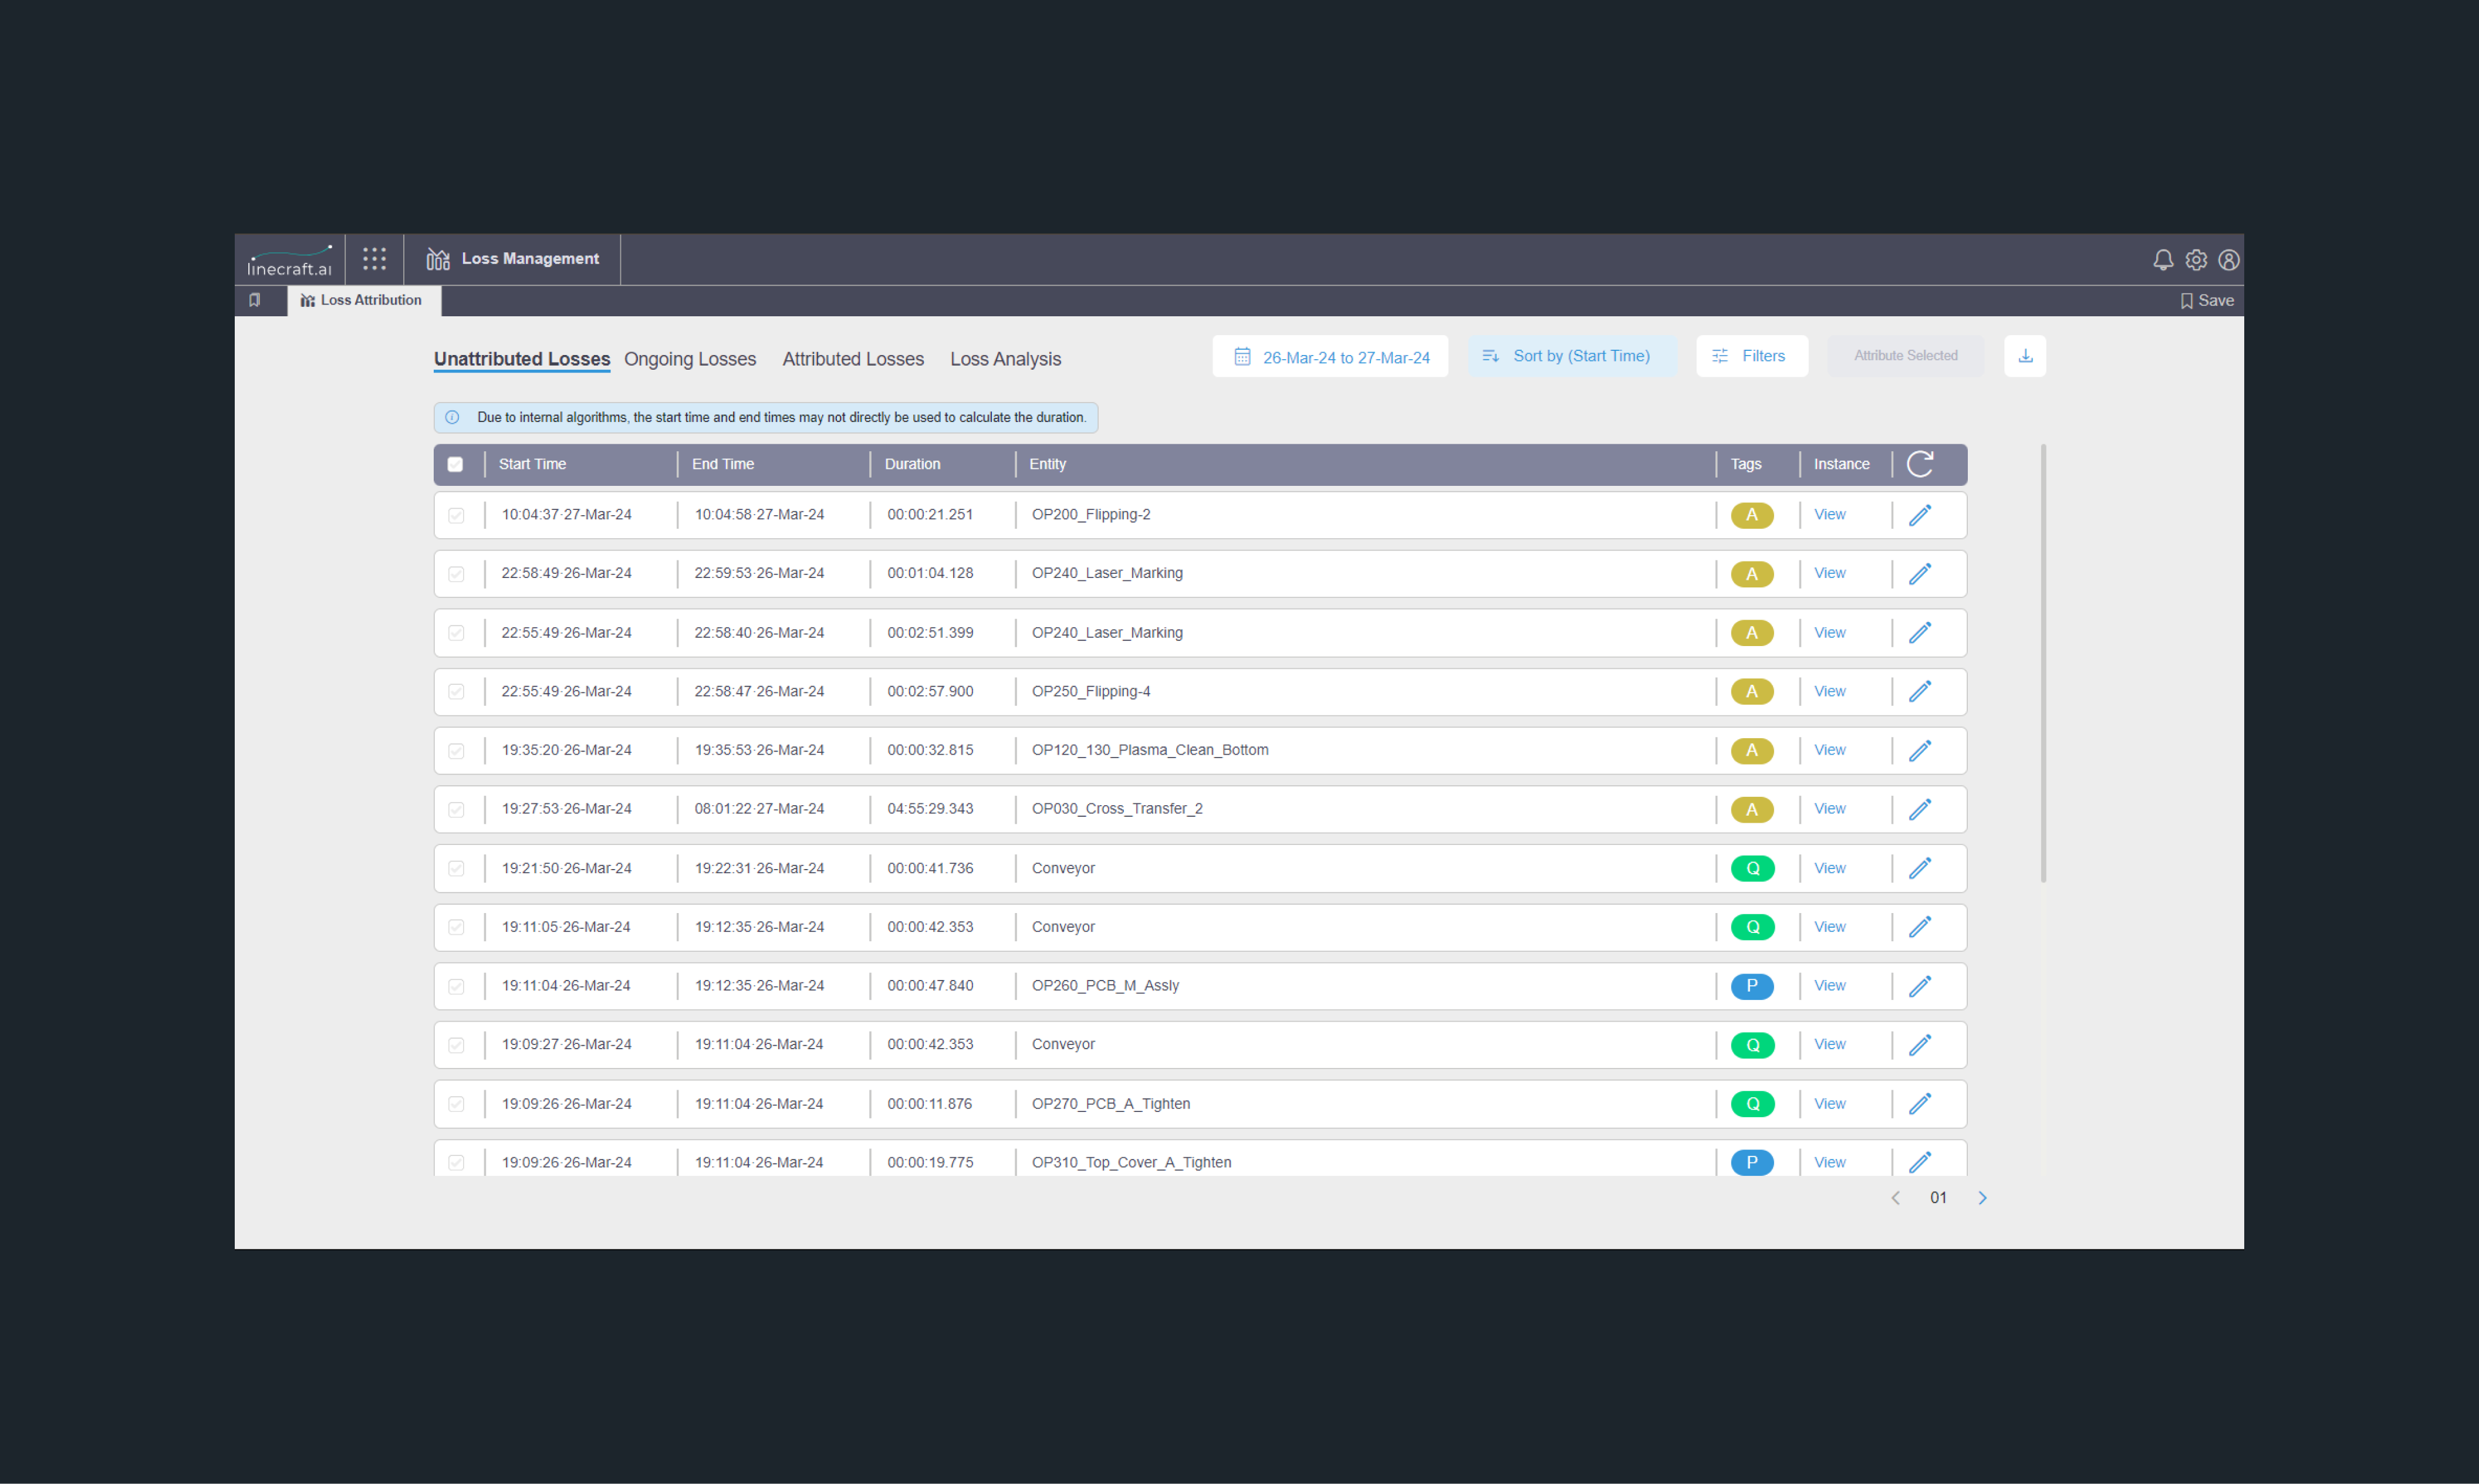 linecraft.ai Loss Management
Loss Attribution Save
Unattributed Losses Ongoing Losses Attributed Losses Loss Analysis 26-Mar-24 to 27-Mar-24 Sort by (Start Time) Filters Attribute Selected
Due to internal algorithms, the start time and end times may not directly be used to calculate the duration.
Start Time End Time Duration Entity Tags Instance
10:04:37·27-Mar-24 10:04:58·27-Mar-24 00:00:21.251 OP200_Flipping-2 A View
22:58:49·26-Mar-24 22:59:53·26-Mar-24 00:01:04.128 OP240_Laser_Marking A View
22:55:49·26-Mar-24 22:58:40·26-Mar-24 00:02:51.399 OP240_Laser_Marking A View
22:55:49·26-Mar-24 22:58:47·26-Mar-24 00:02:57.900 OP250_Flipping-4 A View
19:35:20·26-Mar-24 19:35:53·26-Mar-24 00:00:32.815 OP120_130_Plasma_Clean_Bottom A View
19:27:53·26-Mar-24 08:01:22·27-Mar-24 04:55:29.343 OP030_Cross_Transfer_2 A View
19:21:50·26-Mar-24 19:22:31·26-Mar-24 00:00:41.736 Conveyor Q View
19:11:05·26-Mar-24 19:12:35·26-Mar-24 00:00:42.353 Conveyor Q View
19:11:04·26-Mar-24 19:12:35·26-Mar-24 00:00:47.840 OP260_PCB_M_Assly P View
19:09:27·26-Mar-24 19:11:04·26-Mar-24 00:00:42.353 Conveyor Q View
19:09:26·26-Mar-24 19:11:04·26-Mar-24 00:00:11.876 OP270_PCB_A_Tighten Q View
19:09:26·26-Mar-24 19:11:04·26-Mar-24 00:00:19.775 OP310_Top_Cover_A_Tighten P View
01